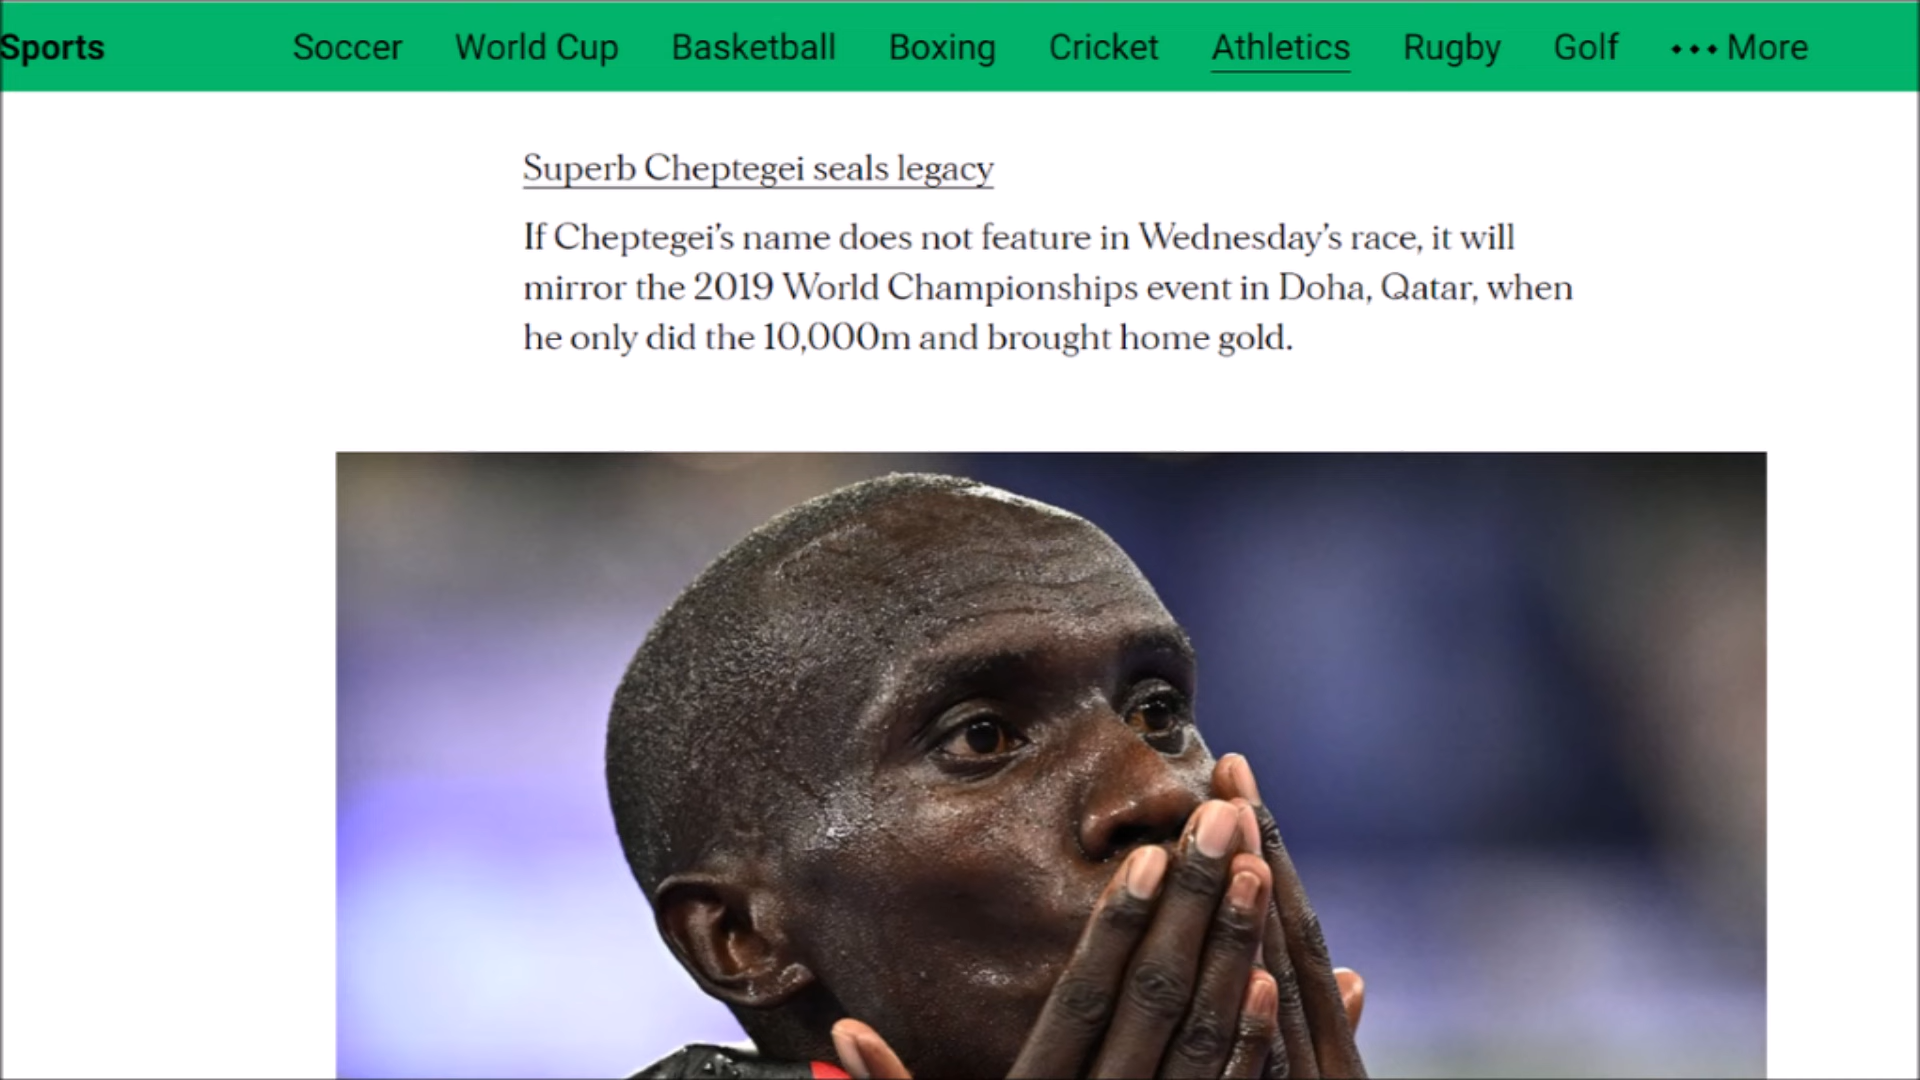 Sports Soccer World Cup Basketball Boxing Cricket Athletics Rugby Golf ••• More
Superb Cheptegei seals legacy
If Cheptegei’s name does not feature in Wednesday’s race, it will
mirror the 2019 World Championships event in Doha, Qatar, when
he only did the 10,000m and brought home gold.